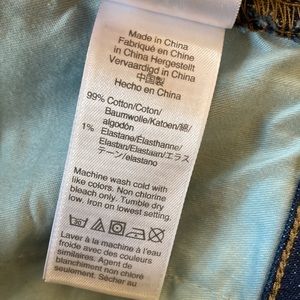 Made in China
Fabriqué en Chine
in China Hergestellt
Vervaardigd in China
中国製
Hecho en China
99% Cotton/Coton/
Baumwolle/Katoen/綿/
algodón
1% Elastane/Élasthanne/
Elastan/Elastaan/エラス
テーン/elastano
Machine wash cold with
like colors. Non chlorine
bleach only. Tumble dry
low. Iron on lowest setting.
Laver à la machine à l'eau
froide avec des couleurs
similaires. Agent de
blanchiment non chloré
seulement. Séchage au